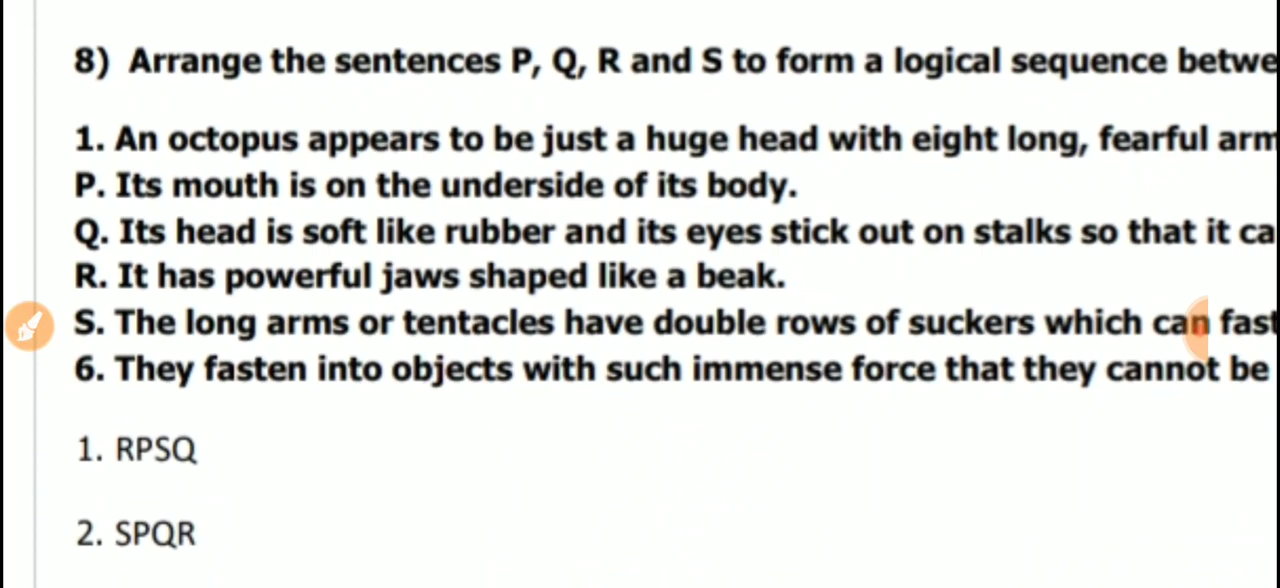 8) Arrange the sentences P, Q, R and S to form a logical sequence betwe
1. An octopus appears to be just a huge head with eight long, fearful arm
P. Its mouth is on the underside of its body.
Q. Its head is soft like rubber and its eyes stick out on stalks so that it ca
R. It has powerful jaws shaped like a beak.
S. The long arms or tentacles have double rows of suckers which can fast
6. They fasten into objects with such immense force that they cannot be
1. RPSQ
2. SPQR